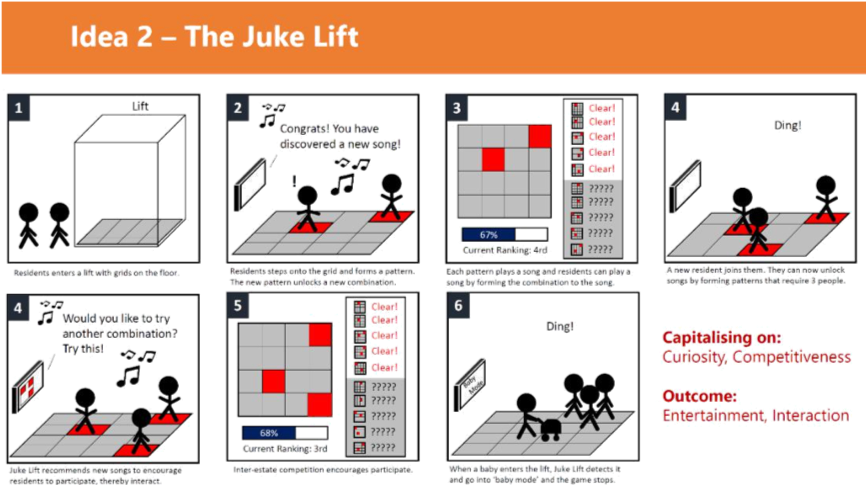 Idea 2 – The Juke Lift
1
Lift
Residents enters a lift with grids on the floor.
2
Congrats! You have
discovered a new song!
!
Residents steps onto the grid and forms a pattern.
The new pattern unlocks a new combination.
3
Clear!
Clear!
Clear!
Clear!
Clear!
?????
?????
?????
?????
?????
67%
Current Ranking: 4rd
Each pattern plays a song and residents can play a
song by forming the combination to the song.
4
Ding!
A new resident joins them. They can now unlock
songs by forming patterns that require 3 people.
4
Would you like to try
another combination?
Try this!
Juke Lift recommends new songs to encourage
residents to participate, thereby interact.
5
Clear!
Clear!
Clear!
Clear!
Clear!
?????
?????
?????
?????
?????
68%
Current Ranking: 3rd
Inter-estate competition encourages participate.
6
Ding!
Baby
Mode
When a baby enters the lift, Juke Lift detects it
and go into 'baby mode' and the game stops.
Capitalising on:
Curiosity, Competitiveness
Outcome:
Entertainment, Interaction